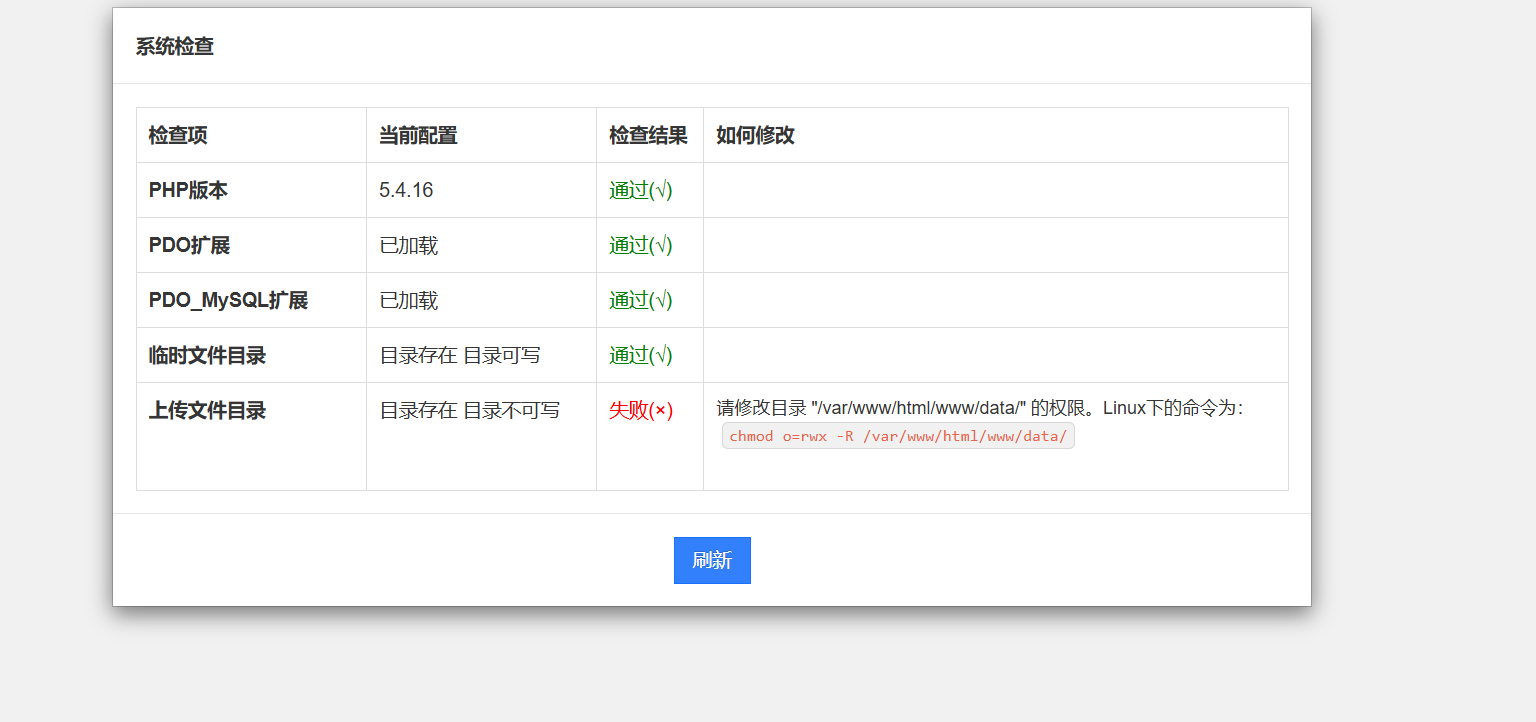 系统检查
检查项 当前配置 检查结果 如何修改
PHP版本 5.4.16 通过(√)
PDO扩展 已加载 通过(√)
PDO_MySQL扩展 已加载 通过(√)
临时文件目录 目录存在 目录可写 通过(√)
上传文件目录 目录存在 目录不可写 失败(×) 请修改目录 "/var/www/html/www/data/" 的权限。Linux下的命令为：
chmod o=rwx -R /var/www/html/www/data/
刷新